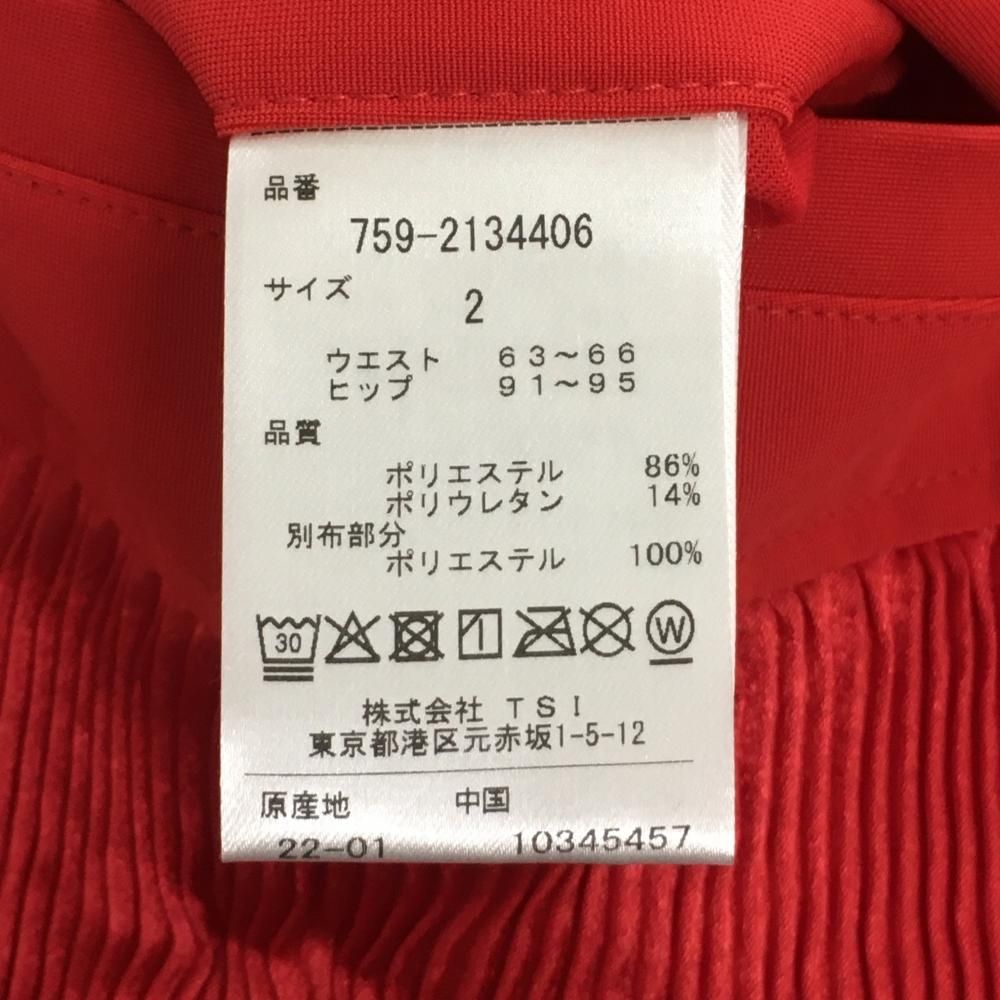 品番
759-2134406
サイズ 2
ウエスト 63～66
ヒップ 91～95
品質
ポリエステル 86%
ポリウレタン 14%
別布部分
ポリエステル 100%
30 W
株式会社 TSI
東京都港区元赤坂1-5-12
原産地 中国
22-01 10345457